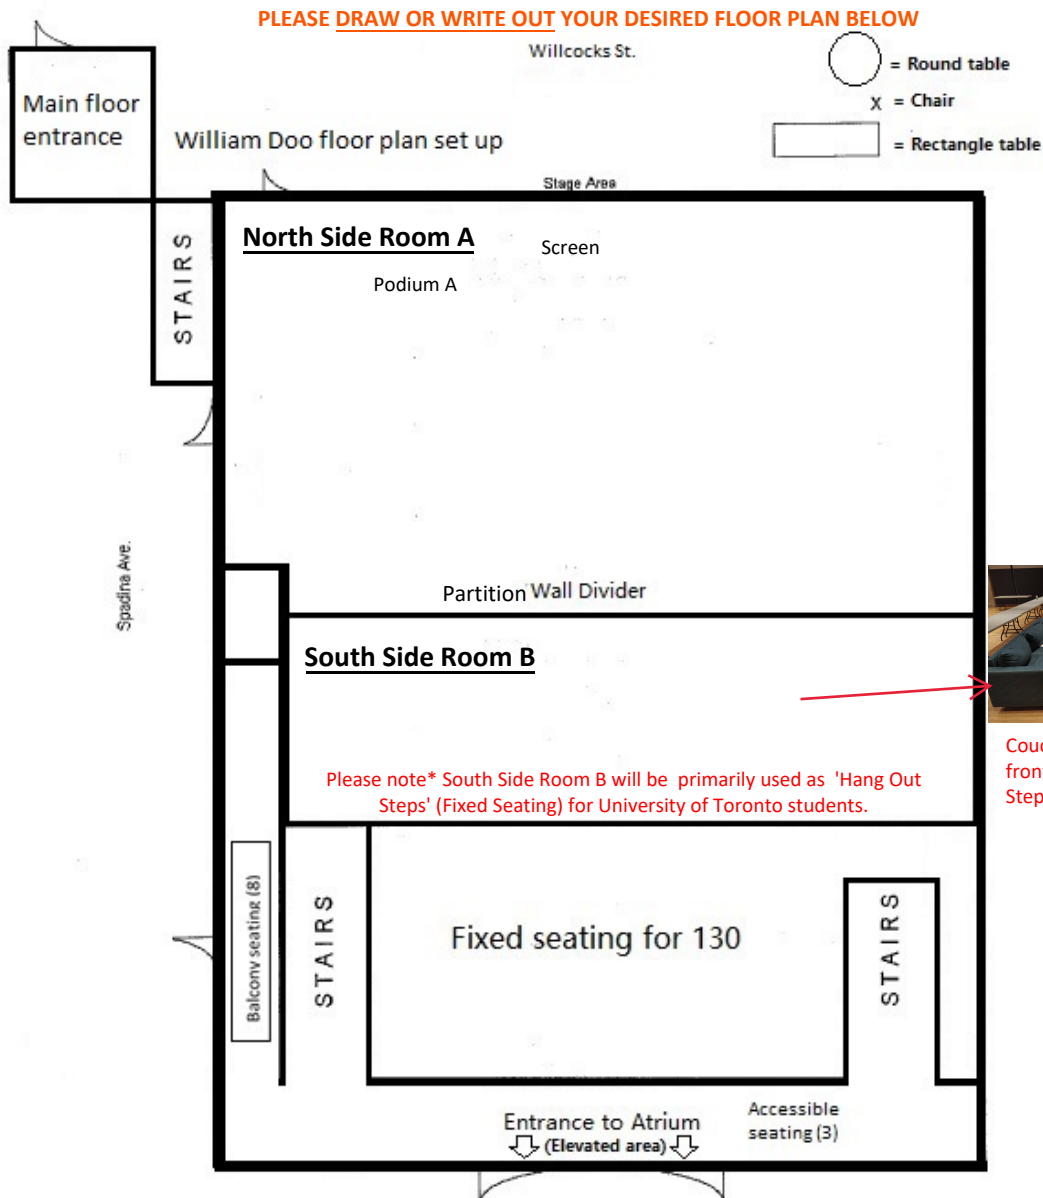 PLEASE DRAW OR WRITE OUT YOUR DESIRED FLOOR PLAN BELOW
Willcocks St.
= Round table
x = Chair
= Rectangle table
Main floor
entrance
William Doo floor plan set up
Stage Area
STAIRS
North Side Room A
Screen
Podium A
Spadina Ave.
Partition Wall Divider
South Side Room B
Please note* South Side Room B will be primarily used as 'Hang Out
Steps' (Fixed Seating) for University of Toronto students.
front
Step
Balcony seating (8)
STAIRS
Fixed seating for 130
STAIRS
Entrance to Atrium
(Elevated area)
Accessible
seating (3)